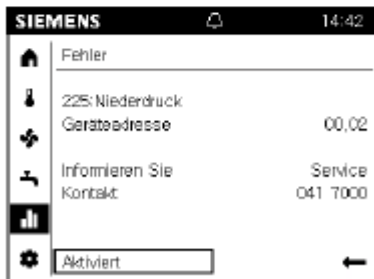 SIEMENS 14:42
Fehler
225:Niederdruck
Geräteadresse 00,02
Informieren Sie Service
Kontakt 041 7000
Aktiviert